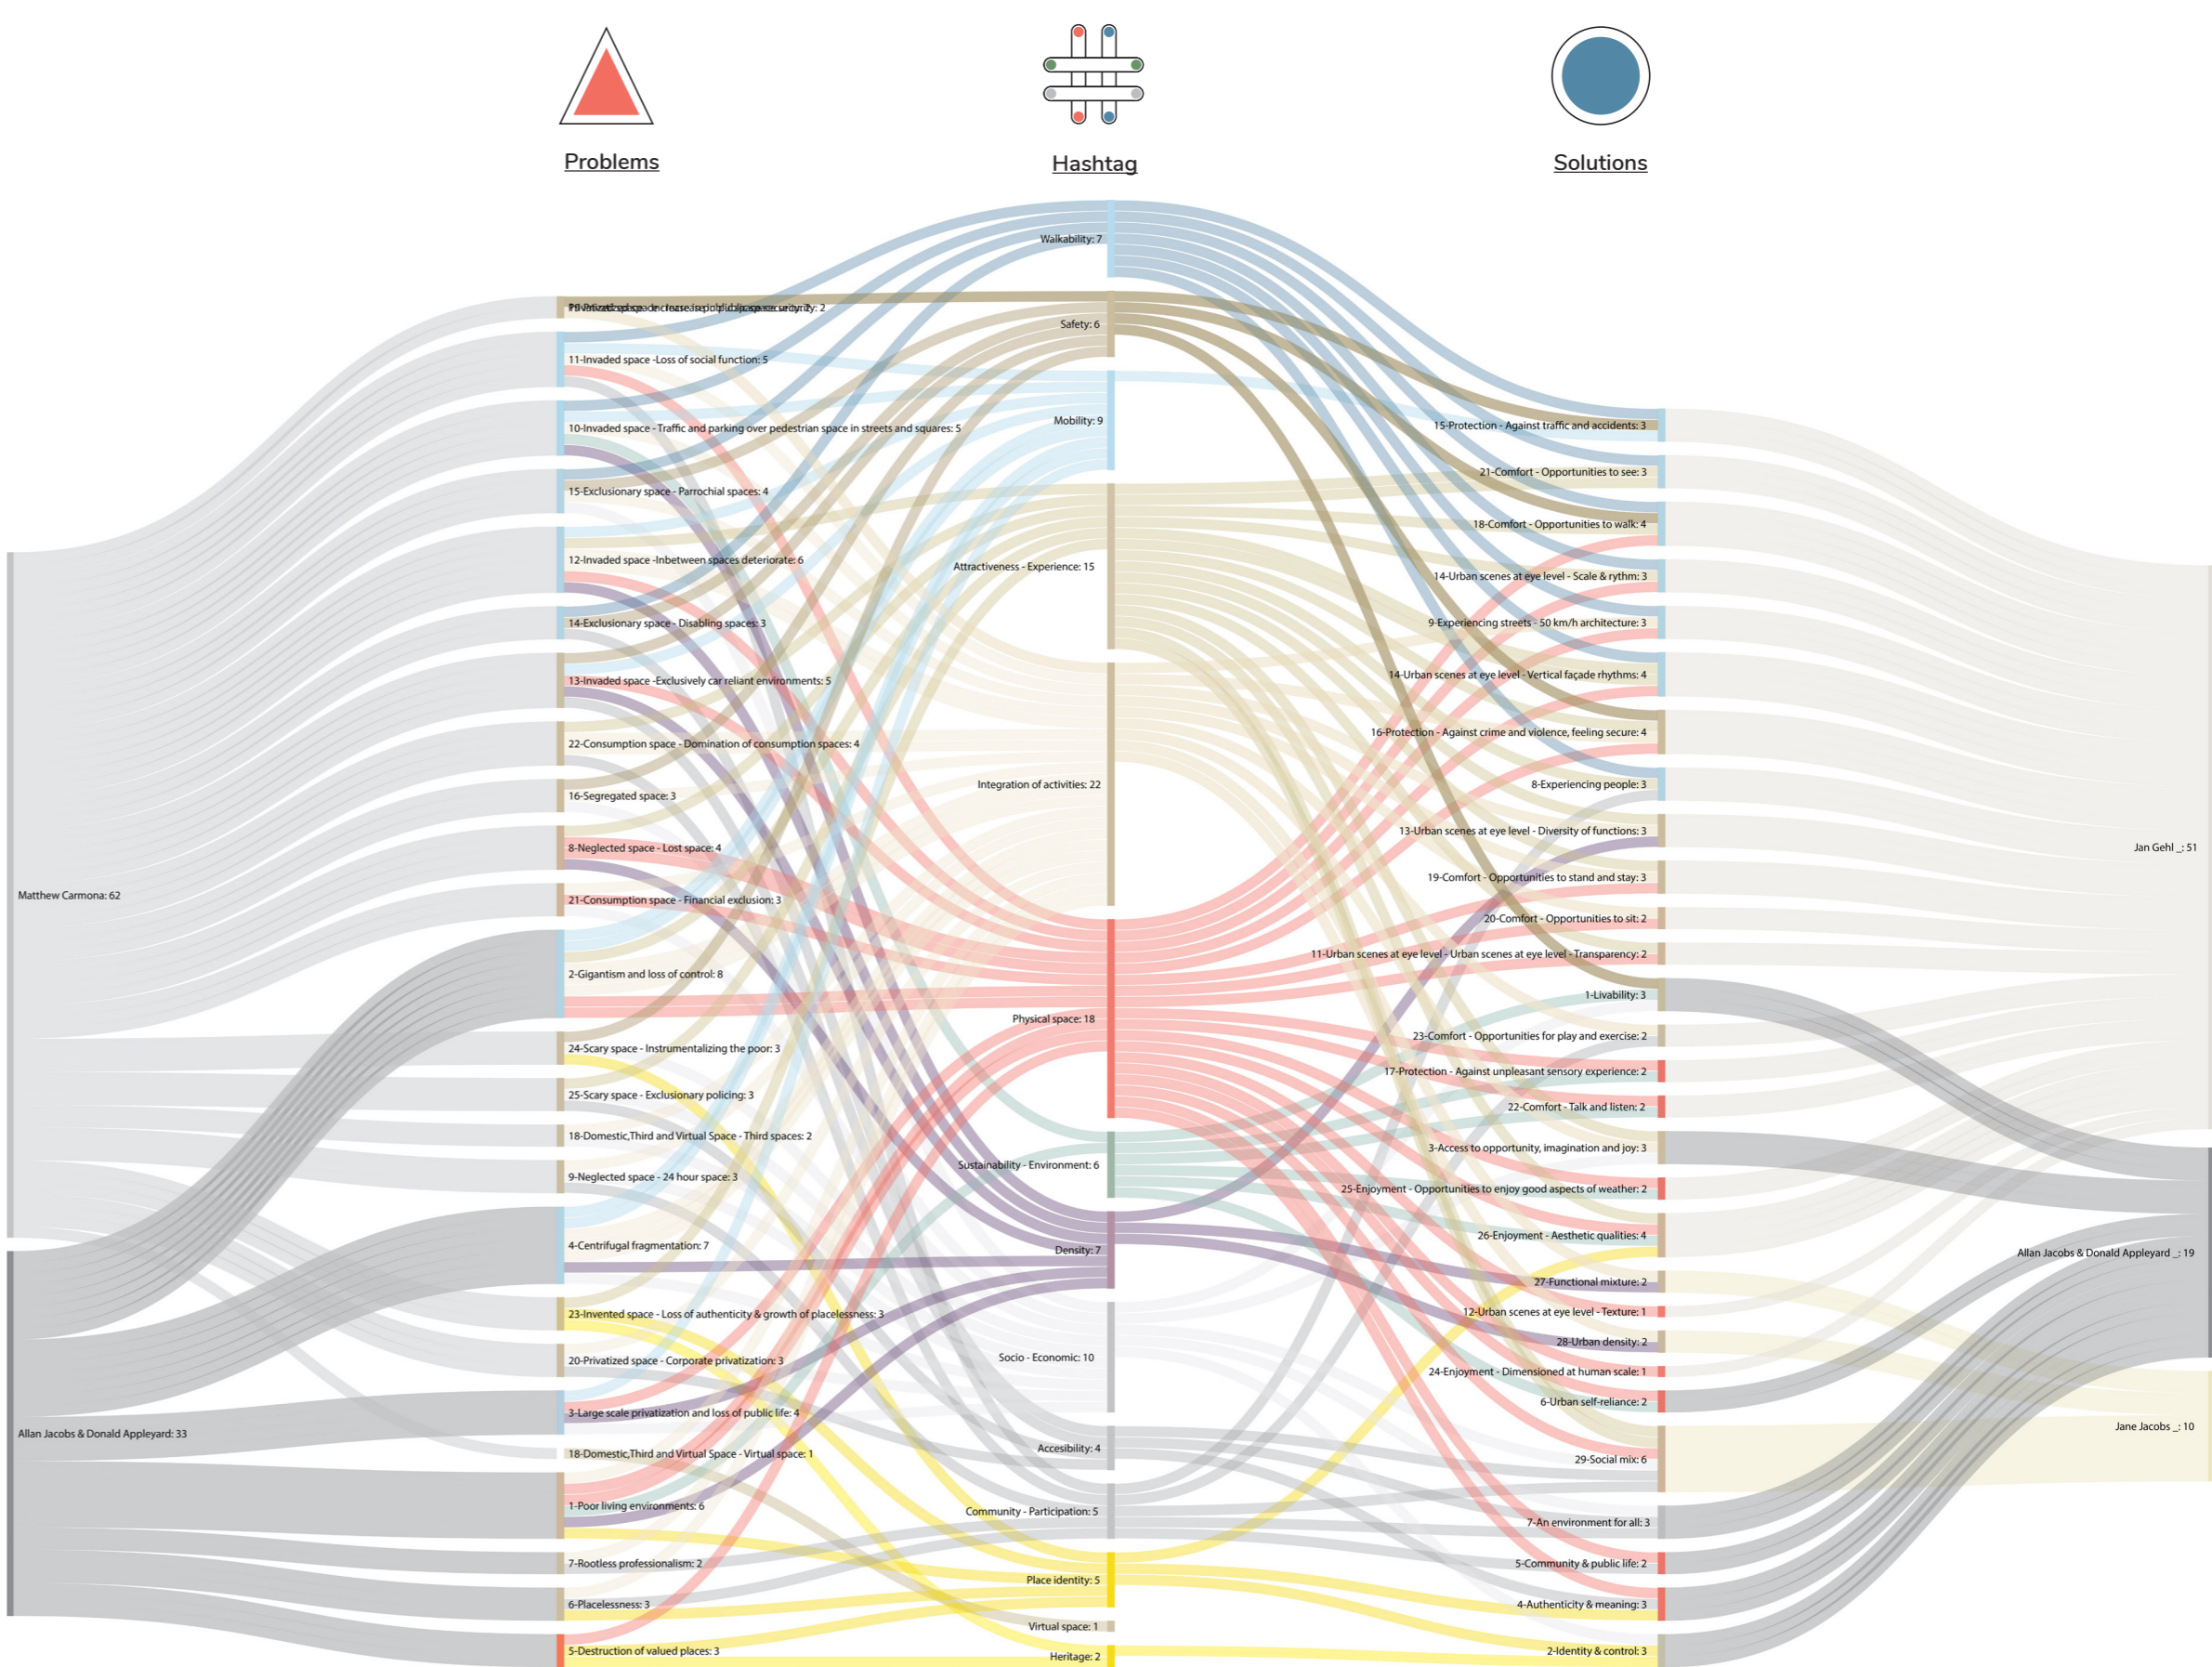 Problems
Hashtag
Solutions
Matthew Carmona: 62
Allan Jacobs & Donald Appleyard: 33
11-Invaded space -Loss of social function: 5
10-Invaded space - Traffic and parking over pedestrian space in streets and squares: 5
15-Exclusionary space - Parrochial spaces: 4
12-Invaded space -Inbetween spaces deteriorate: 6
14-Exclusionary space - Disabling spaces: 3
13-Invaded space -Exclusively car reliant environments: 5
22-Consumption space - Domination of consumption spaces: 4
16-Segregated space: 3
8-Neglected space - Lost space: 4
21-Consumption space - Financial exclusion: 3
2-Gigantism and loss of control: 8
24-Scary space - Instrumentalizing the poor: 3
25-Scary space - Exclusionary policing: 3
18-Domestic,Third and Virtual Space - Third spaces: 2
9-Neglected space - 24 hour space: 3
4-Centrifugal fragmentation: 7
23-Invented space - Loss of authenticity & growth of placelessness: 3
20-Privatized space - Corporate privatization: 3
3-Large scale privatization and loss of public life: 4
18-Domestic,Third and Virtual Space - Virtual space: 1
1-Poor living environments: 6
7-Rootless professionalism: 2
6-Placelessness: 3
5-Destruction of valued places: 3
Walkability: 7
Safety: 6
Mobility: 9
Attractiveness - Experience: 15
Integration of activities: 22
Physical space: 18
Sustainability - Environment: 6
Density: 7
Socio - Economic: 10
Accesibility: 4
Community - Participation: 5
Place identity: 5
Virtual space: 1
Heritage: 2
15-Protection - Against traffic and accidents: 3
21-Comfort - Opportunities to see: 3
18-Comfort - Opportunities to walk: 4
14-Urban scenes at eye level - Scale & rythm: 3
9-Experiencing streets - 50 km/h architecture: 3
14-Urban scenes at eye level - Vertical façade rhythms: 4
16-Protection - Against crime and violence, feeling secure: 4
8-Experiencing people: 3
13-Urban scenes at eye level - Diversity of functions: 3
19-Comfort - Opportunities to stand and stay: 3
20-Comfort - Opportunities to sit: 2
11-Urban scenes at eye level - Urban scenes at eye level - Transparency: 2
1-Livability: 3
23-Comfort - Opportunities for play and exercise: 2
17-Protection - Against unpleasant sensory experience: 2
22-Comfort - Talk and listen: 2
3-Access to opportunity, imagination and joy: 3
25-Enjoyment - Opportunities to enjoy good aspects of weather: 2
26-Enjoyment - Aesthetic qualities: 4
27-Functional mixture: 2
12-Urban scenes at eye level - Texture: 1
28-Urban density: 2
24-Enjoyment - Dimensioned at human scale: 1
6-Urban self-reliance: 2
29-Social mix: 6
7-An environment for all: 3
5-Community & public life: 2
4-Authenticity & meaning: 3
2-Identity & control: 3
Jan Gehl _: 51
Allan Jacobs & Donald Appleyard _: 19
Jane Jacobs _: 10